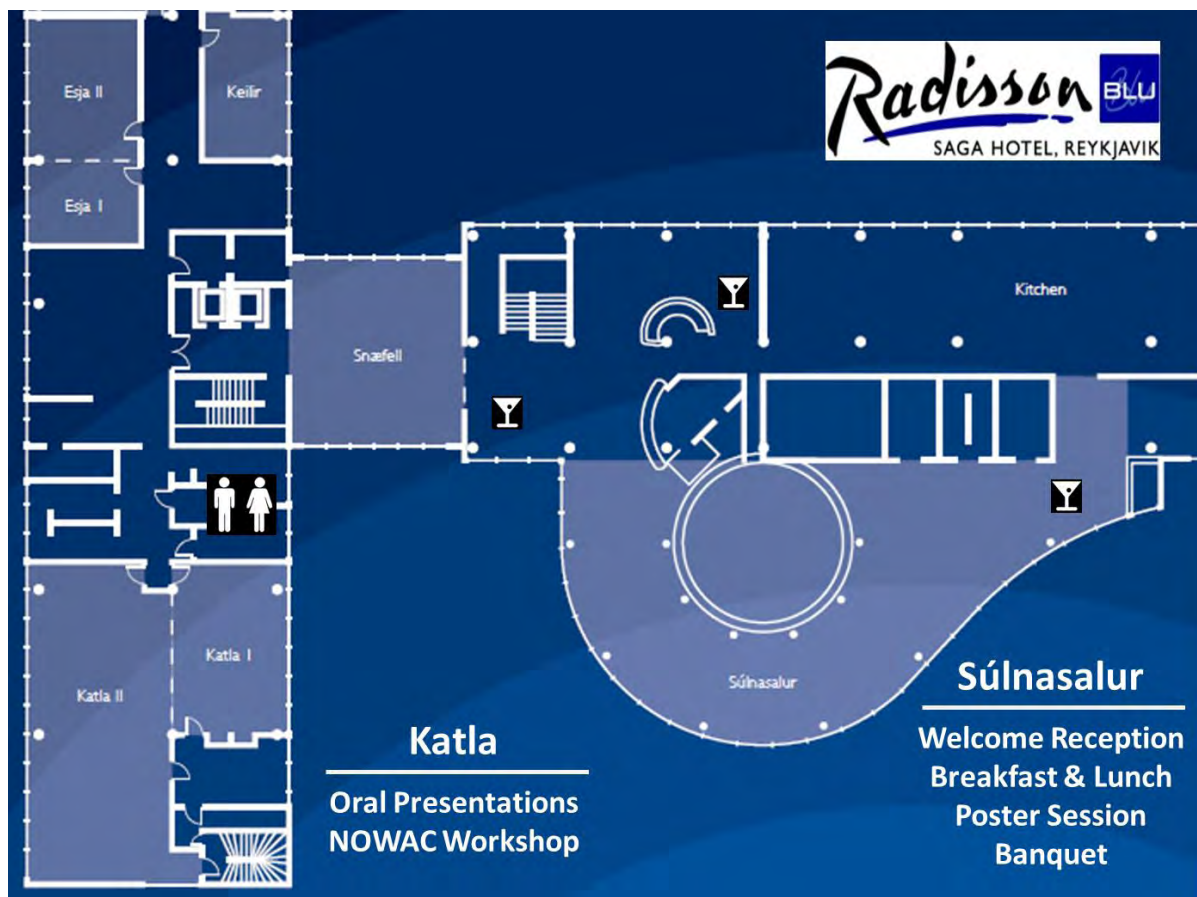 Radisson BLU
SAGA HOTEL, REYKJAVIK
Esja II
Keilir
Esja I
Kitchen
Snæfell
Katla I
Katla II
Súlnasalur
Katla
Oral Presentations
NOWAC Workshop
Súlnasalur
Welcome Reception
Breakfast & Lunch
Poster Session
Banquet